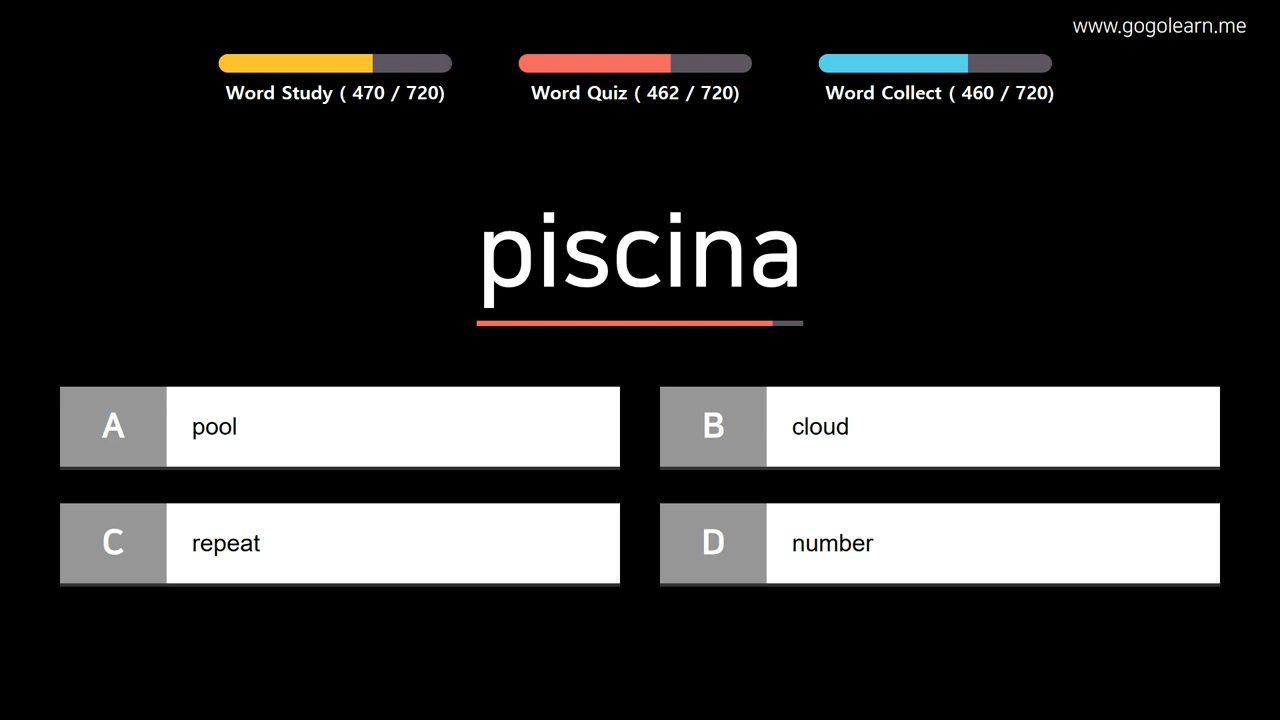 www.gogolearn.me
Word Study ( 470 / 720)
Word Quiz ( 462 / 720)
Word Collect ( 460 / 720)
piscina
A pool
B cloud
C repeat
D number